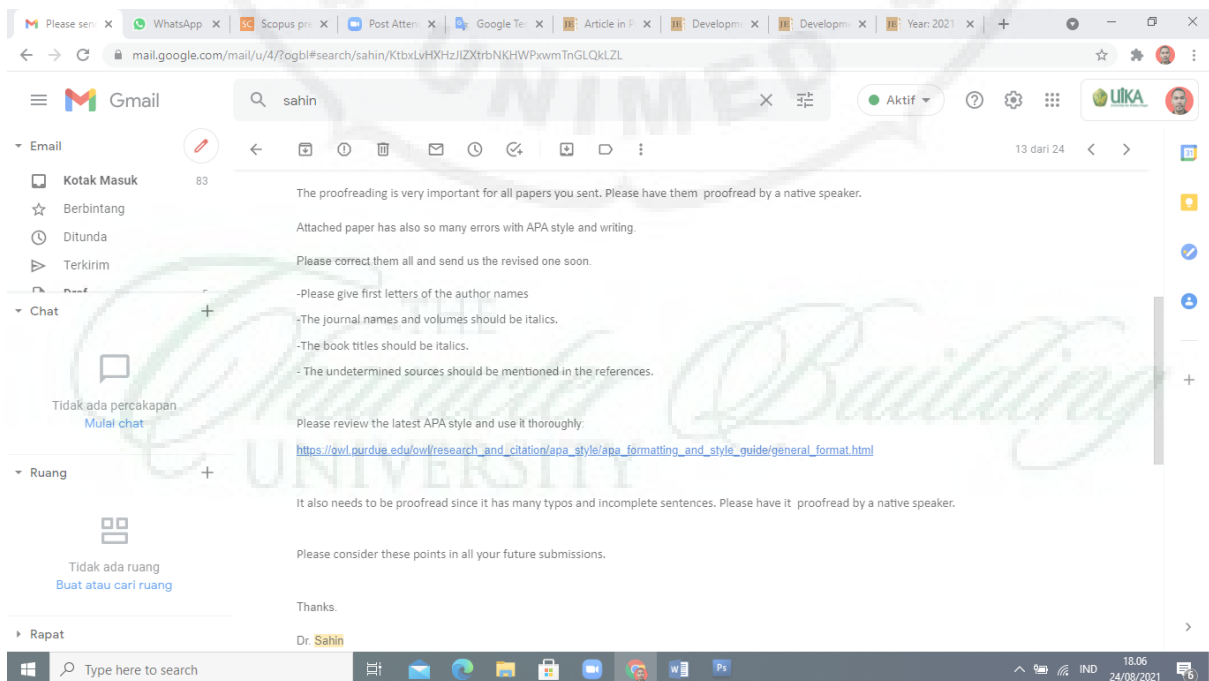 Please sen
WhatsApp
Scopus pre
Post Atten
Google Te
Article in P
Developm
Developm
Year: 2021
mail.google.com/mail/u/4/?ogbl#search/sahin/KtbxLvHXHzJIZXtrbNKHWPxwmTnGLQkLZL
Gmail
sahin
Aktif
UIKA
Email
13 dari 24
Kotak Masuk 83
Berbintang
Ditunda
Terkirim
Chat
Tidak ada percakapan
Mulai chat
Ruang
Tidak ada ruang
Buat atau cari ruang
Rapat
The proofreading is very important for all papers you sent. Please have them proofread by a native speaker.
Attached paper has also so many errors with APA style and writing.
Please correct them all and send us the revised one soon.
-Please give first letters of the author names
-The journal names and volumes should be italics.
-The book titles should be italics.
- The undetermined sources should be mentioned in the references.
Please review the latest APA style and use it thoroughly:
https://owl.purdue.edu/owl/research_and_citation/apa_style/apa_formatting_and_style_guide/general_format.html
It also needs to be proofread since it has many typos and incomplete sentences. Please have it proofread by a native speaker.
Please consider these points in all your future submissions.
Thanks.
Dr. Sahin
UNIMED
THE
Character Building
UNIVERSITY
Type here to search
IND
18.06
24/08/2021